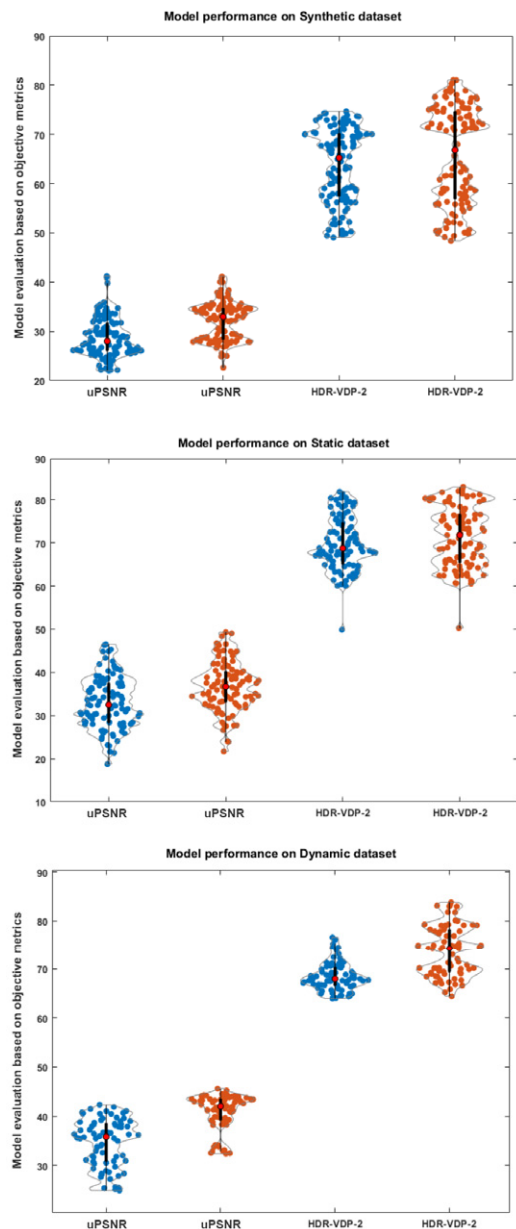 Model performance on Synthetic dataset
Model evaluation based on objective metrics
90
80
70
60
50
40
30
20
uPSNR uPSNR HDR-VDP-2 HDR-VDP-2
Model performance on Static dataset
Model evaluation based on objective metrics
90
80
70
60
50
40
30
20
10
uPSNR uPSNR HDR-VDP-2 HDR-VDP-2
Model performance on Dynamic dataset
Model evaluation based on objective metrics
90
80
70
60
50
40
30
uPSNR uPSNR HDR-VDP-2 HDR-VDP-2